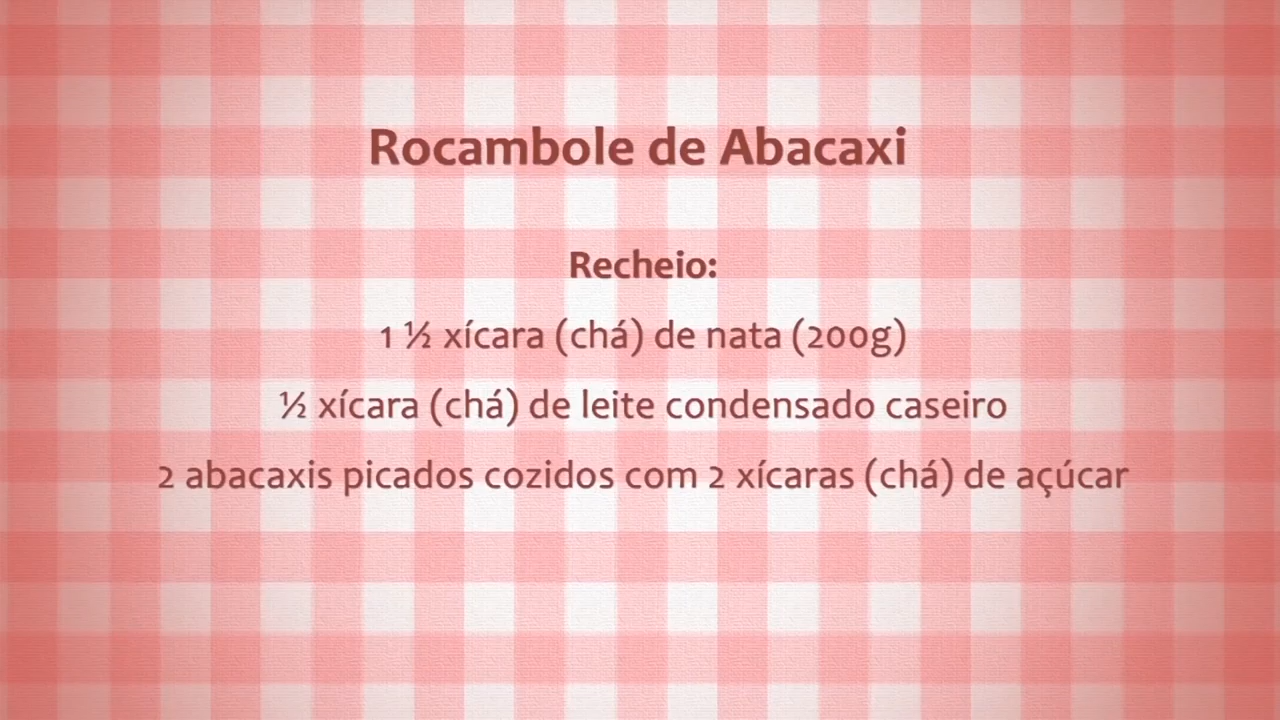 Rocambole de Abacaxi
Recheio:
1 ½ xícara (chá) de nata (200g)
½ xícara (chá) de leite condensado caseiro
2 abacaxis picados cozidos com 2 xícaras (chá) de açúcar